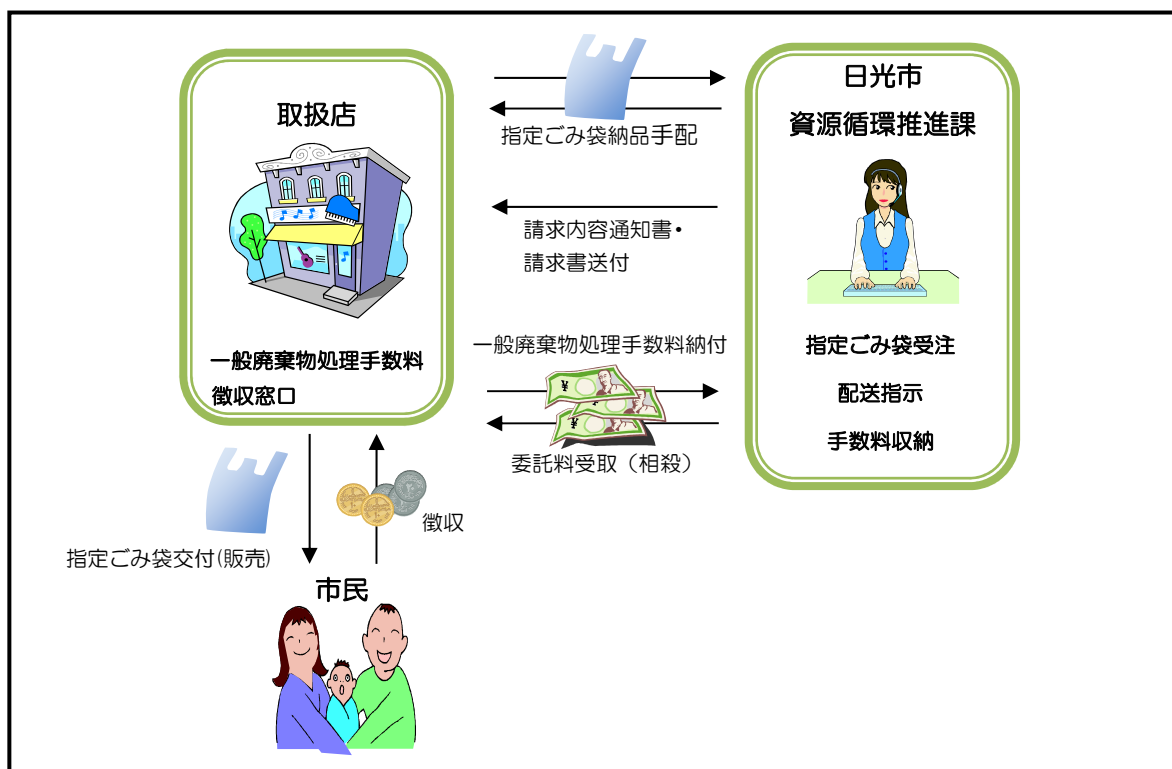 取扱店
一般廃棄物処理手数料
徴収窓口
指定ごみ袋納品手配
請求内容通知書・
請求書送付
一般廃棄物処理手数料納付
¥
¥
¥
委託料受取（相殺）
日光市
資源循環推進課
指定ごみ袋受注
配送指示
手数料収納
指定ごみ袋交付(販売)
徴収
市民